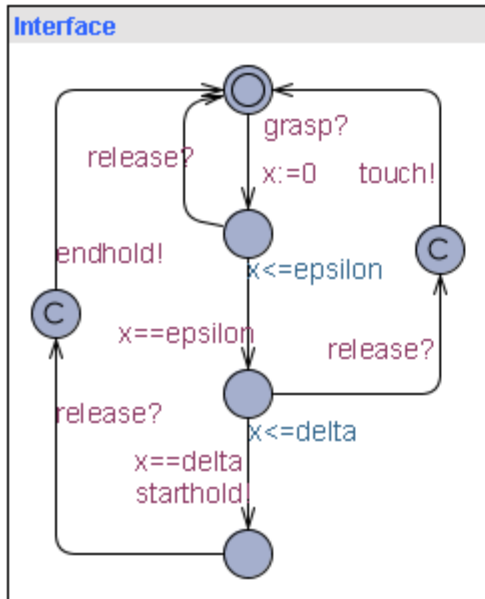 Interface
grasp?
release?
x:=0
touch!
endhold!
C
x<=epsilon
C
x==epsilon
release?
release?
x<=delta
x==delta
starthold!